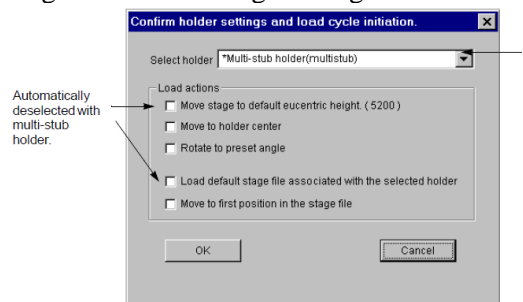 Confirm holder settings and load cycle initiation.
Select holder *Multi-stub holder(multistub)
Load actions
Move stage to default eucentric height. ( 5200 )
Move to holder center
Rotate to preset angle
Load default stage file associated with the selected holder
Move to first position in the stage file
OK Cancel
Automatically
deselected with
multi-stub
holder.